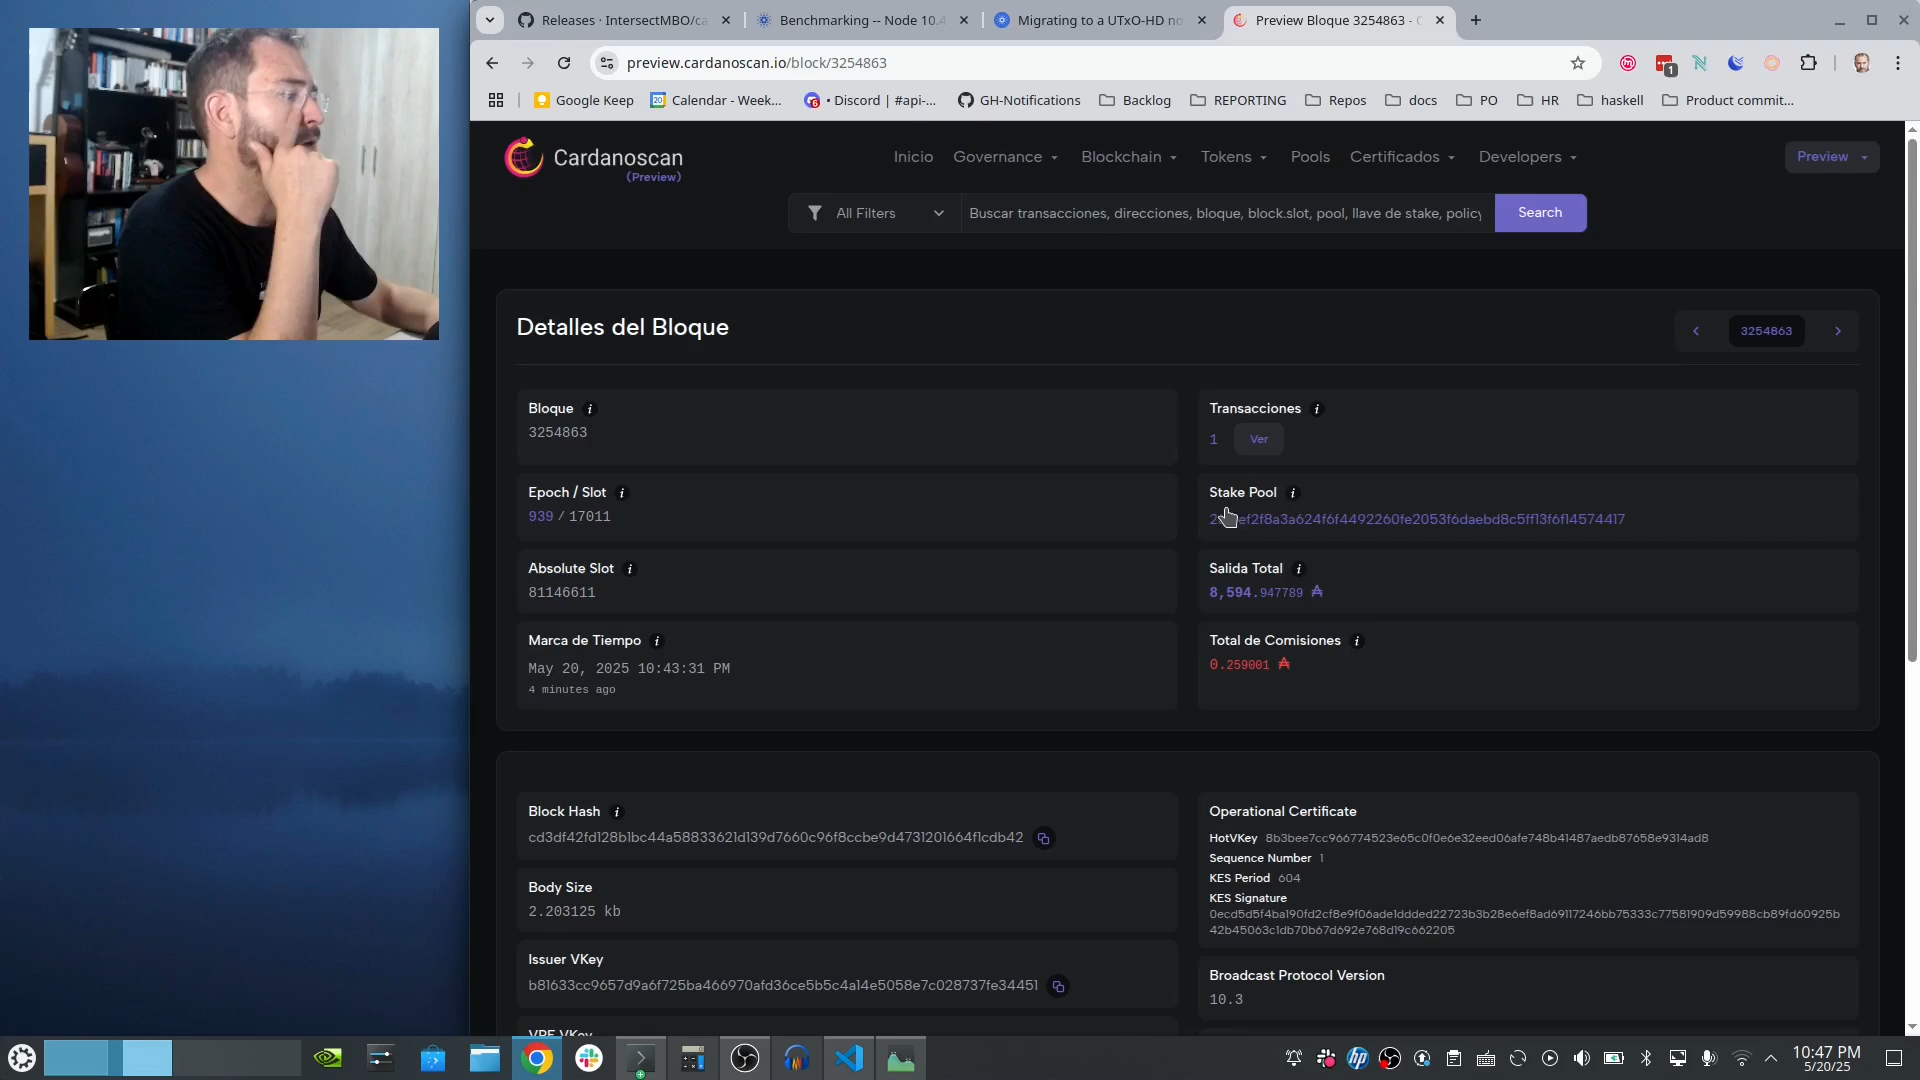 Releases · IntersectMBO/ca
Benchmarking -- Node 10.4
Migrating to a UTxO-HD no
Preview Bloque 3254863 - C
preview.cardanoscan.io/block/3254863
1
Google Keep
Calendar - Week...
• Discord | #api-...
GH-Notifications
Backlog
REPORTING
Repos
docs
PO
HR
haskell
Product commit...
Cardanoscan
(Preview)
Inicio
Governance
Blockchain
Tokens
Pools
Certificados
Developers
Preview
All Filters
Buscar transacciones, direcciones, bloque, block.slot, pool, llave de stake, policy
Search
Detalles del Bloque
3254863
Bloque
3254863
Transacciones
1 Ver
Epoch / Slot
939 / 17011
Stake Pool
ef2f8a3a624f6f4492260fe2053f6daebd8c5ff13f6f14574417
Absolute Slot
81146611
Salida Total
8,594.947789 ₳
Marca de Tiempo
May 20, 2025 10:43:31 PM
4 minutes ago
Total de Comisiones
0.259001 ₳
Block Hash
cd3df42fd128b1bc44a58833621d139d7660c96f8ccbe9d4731201664f1cdb42
Body Size
2.203125 kb
Issuer VKey
b81633cc9657d9a6f725ba466970afd36ce5b5c4a14e5058e7c028737fe34451
VRF VKey
Operational Certificate
HotVKey 8b3bee7cc966774523e65c0f0e6e32eed06afe748b41487aedb87658e9314ad8
Sequence Number 1
KES Period 604
KES Signature
0ecd5d5f4ba190fd2cf8e9f06ade1ddded22723b3b28e6ef8ad69117246bb75333c77581909d59988cb89fd60925b
42b45063c1db70b67d692e768d19c662205
Broadcast Protocol Version
10.3
10:47 PM
5/20/25